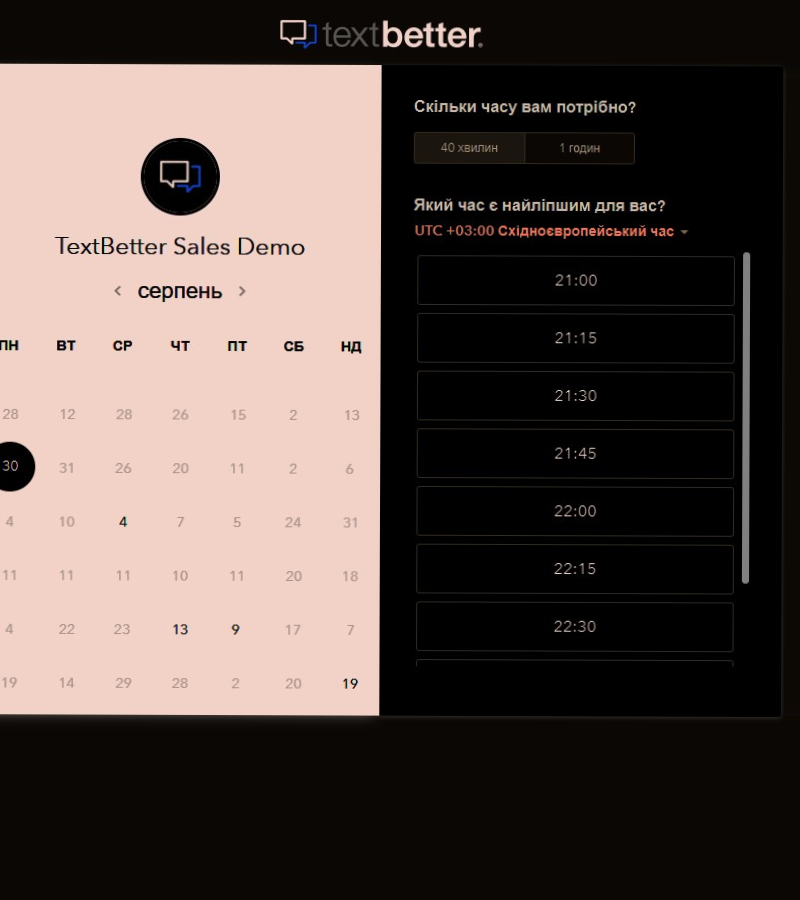 textbetter.
TextBetter Sales Demo
серпень
ПН ВТ СР ЧТ ПТ СБ НД
28 12 28 26 15 2 13
30 31 26 20 11 2 6
4 10 4 7 5 24 31
11 11 11 10 11 20 18
4 22 23 13 9 17 7
19 14 29 28 2 20 19
Скільки часу вам потрібно?
40 хвилин 1 годин
Який час є найліпшим для вас?
UTC +03:00 Східноєвропейський час
21:00
21:15
21:30
21:45
22:00
22:15
22:30